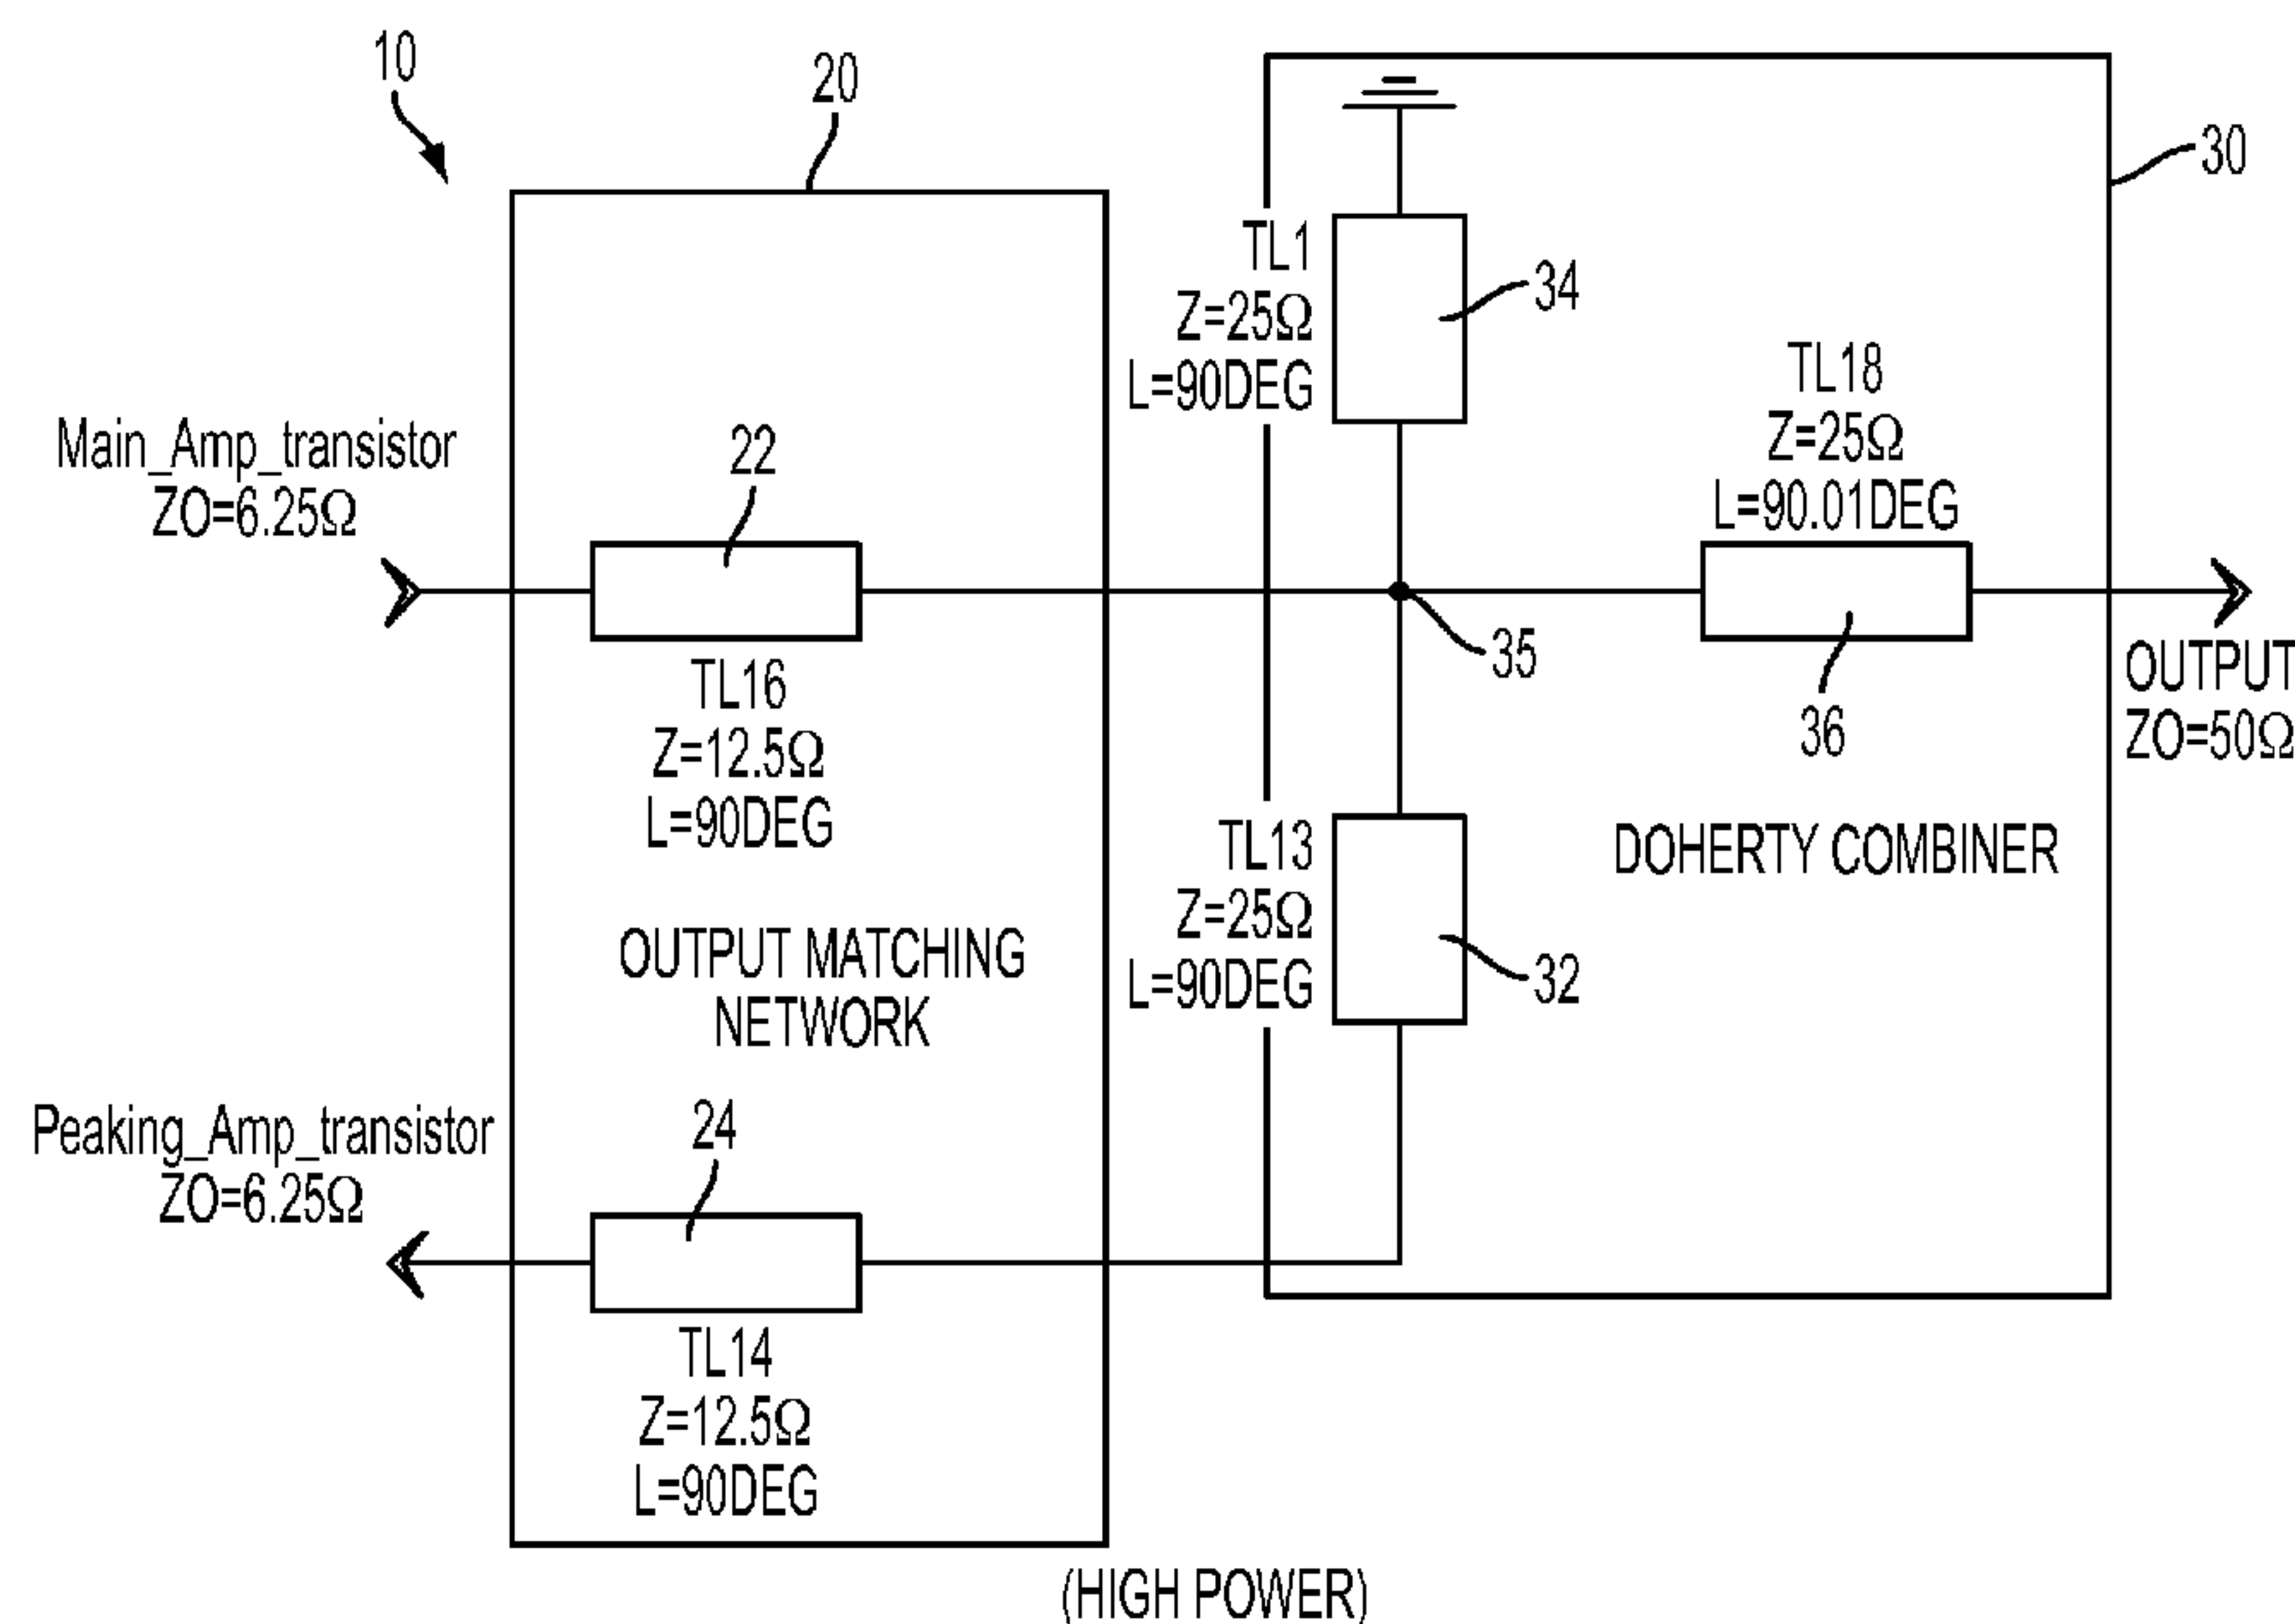 10
20
30
TL1
Z=25Ω
L=90DEG
34
TL18
Z=25Ω
L=90.01DEG
Main_Amp_transistor
ZO=6.25Ω
22
35
36
OUTPUT
ZO=50Ω
TL16
Z=12.5Ω
L=90DEG
TL13
Z=25Ω
L=90DEG
32
DOHERTY COMBINER
OUTPUT MATCHING
NETWORK
Peaking_Amp_transistor
ZO=6.25Ω
24
TL14
Z=12.5Ω
L=90DEG
(HIGH POWER)